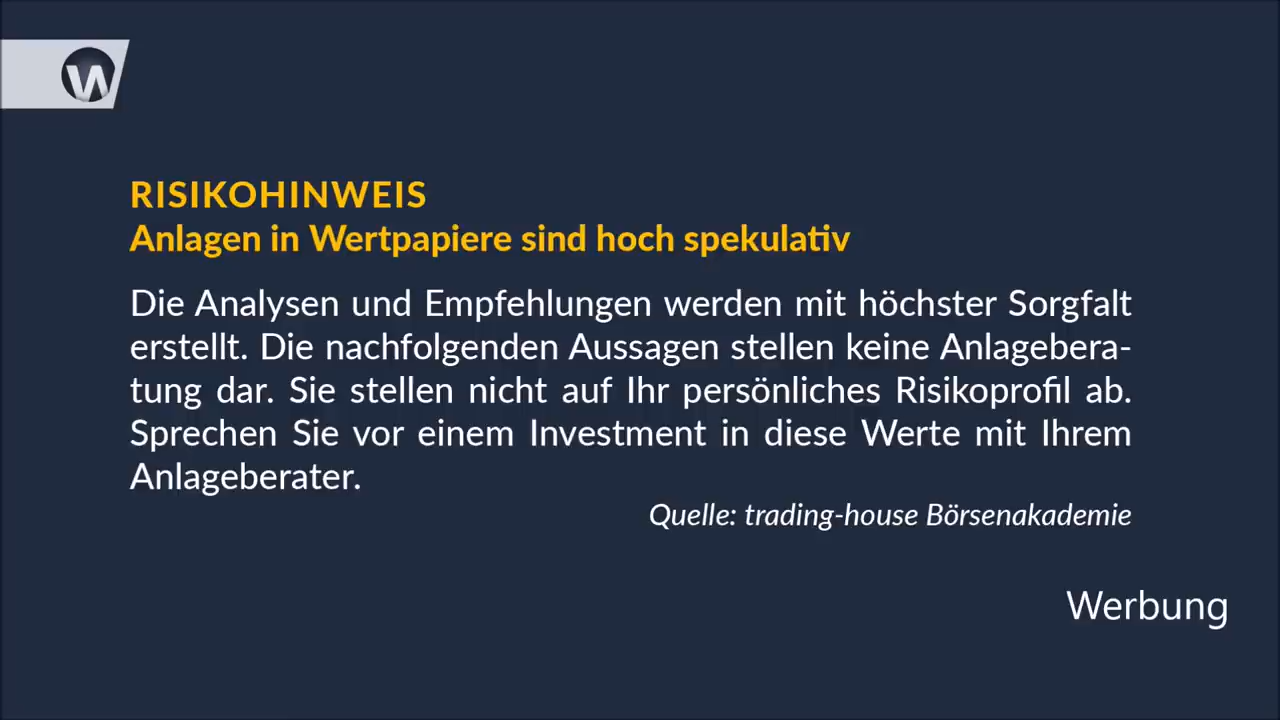 W
RISIKOHINWEIS
Anlagen in Wertpapiere sind hoch spekulativ
Die Analysen und Empfehlungen werden mit höchster Sorgfalt
erstellt. Die nachfolgenden Aussagen stellen keine Anlagebera-
tung dar. Sie stellen nicht auf Ihr persönliches Risikoprofil ab.
Sprechen Sie vor einem Investment in diese Werte mit Ihrem
Anlageberater.
Quelle: trading-house Börsenakademie
Werbung